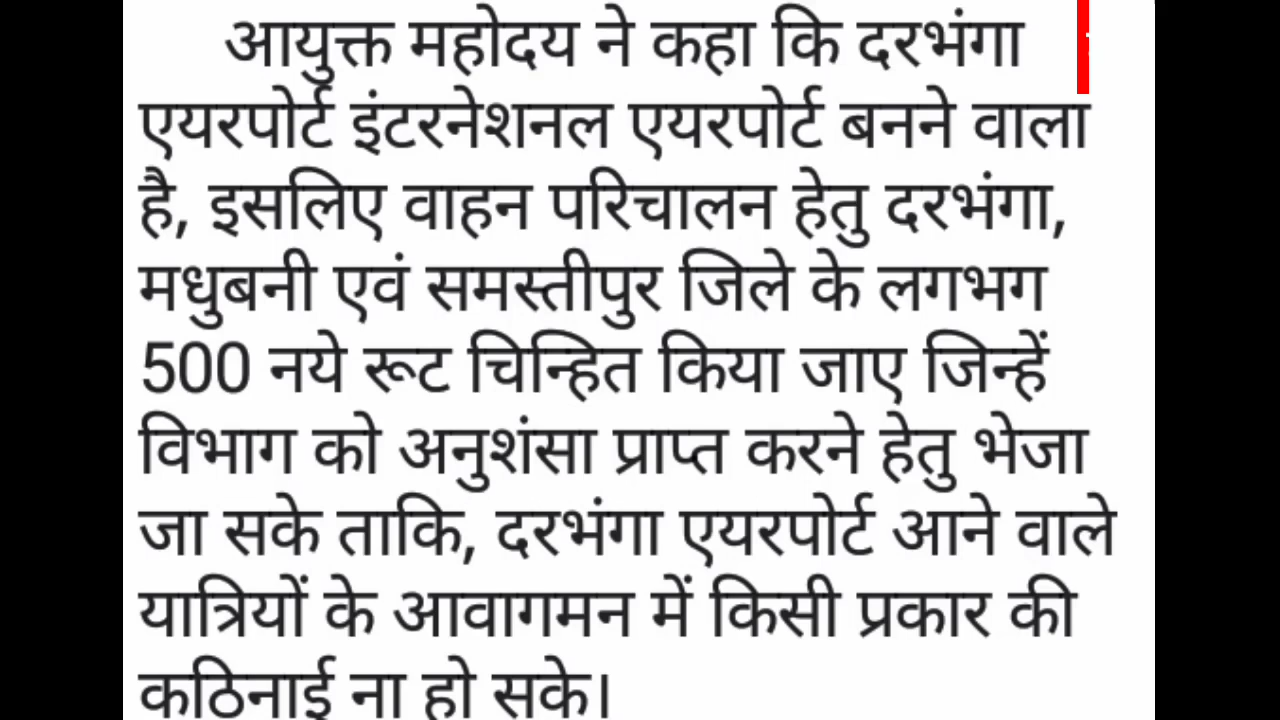 आयुक्त महोदय ने कहा कि दरभंगा
एयरपोर्ट इंटरनेशनल एयरपोर्ट बनने वाला
है, इसलिए वाहन परिचालन हेतु दरभंगा,
मधुबनी एवं समस्तीपुर जिले के लगभग
500 नये रूट चिन्हित किया जाए जिन्हें
विभाग को अनुशंसा प्राप्त करने हेतु भेजा
जा सके ताकि, दरभंगा एयरपोर्ट आने वाले
यात्रियों के आवागमन में किसी प्रकार की
कठिनाई ना हो सके।